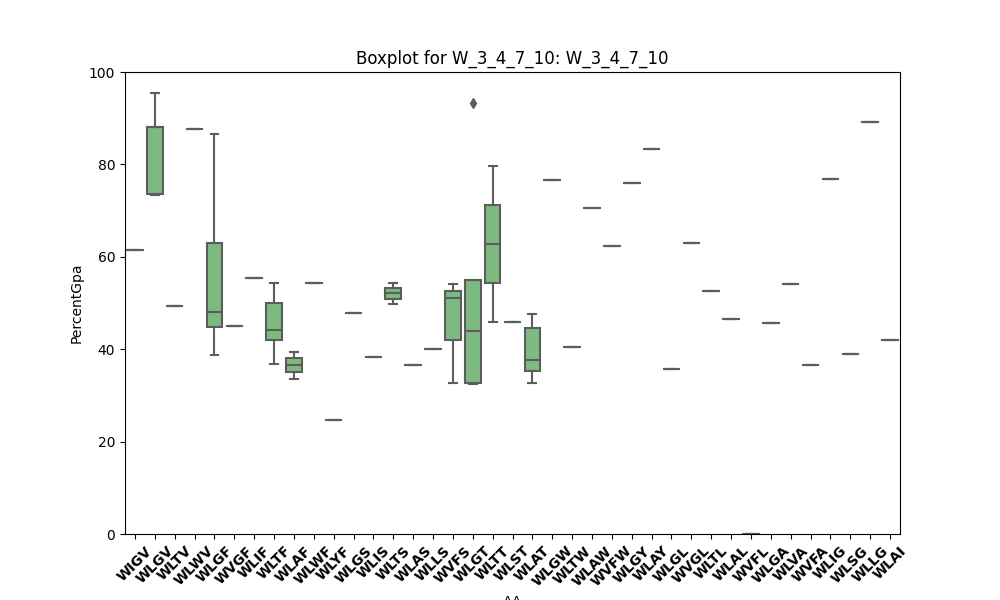 Boxplot for W_3_4_7_10: W_3_4_7_10
100
80
60
40
20
0
PercentGpa
WIGV
WLGV
WLTV
WLWV
WLGF
WVGF
WLIF
WLTF
WLAF
WLWF
WLYF
WLGS
WLIS
WLTS
WLAS
WLLS
WVFS
WLGT
WLTT
WLST
WLAT
WLGW
WLTW
WLAW
WVFW
WLGY
WLAY
WLGL
WVGL
WLTL
WLAL
WVFL
WLGA
WLVA
WVFA
WLIG
WLSG
WLLG
WLAI
AA